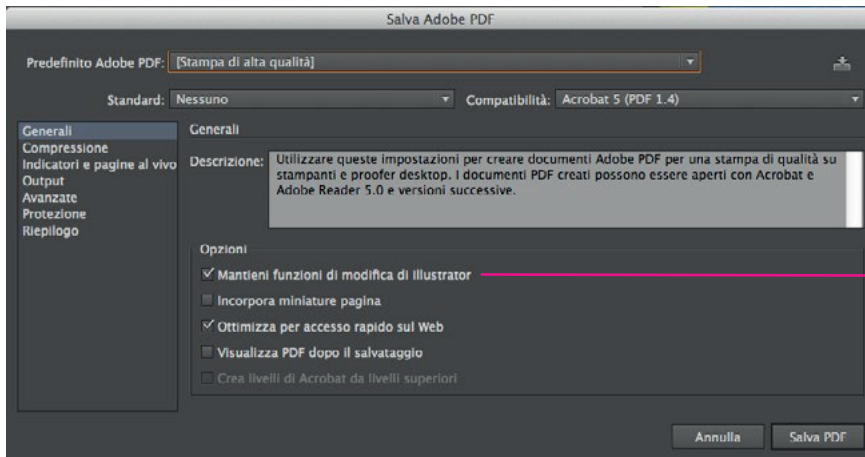 Salva Adobe PDF
Predefinito Adobe PDF: [Stampa di alta qualità]
Standard: Nessuno Compatibilità: Acrobat 5 (PDF 1.4)
Generali
Compressione
Indicatori e pagine al vivo
Output
Avanzate
Protezione
Riepilogo
Generali
Descrizione: Utilizzare queste impostazioni per creare documenti Adobe PDF per una stampa di qualità su
stampanti e proofer desktop. I documenti PDF creati possono essere aperti con Acrobat e
Adobe Reader 5.0 e versioni successive.
Opzioni
Mantieni funzioni di modifica di Illustrator
Incorpora miniature pagina
Ottimizza per accesso rapido sul Web
Visualizza PDF dopo il salvataggio
Crea livelli di Acrobat da livelli superiori
Annulla Salva PDF